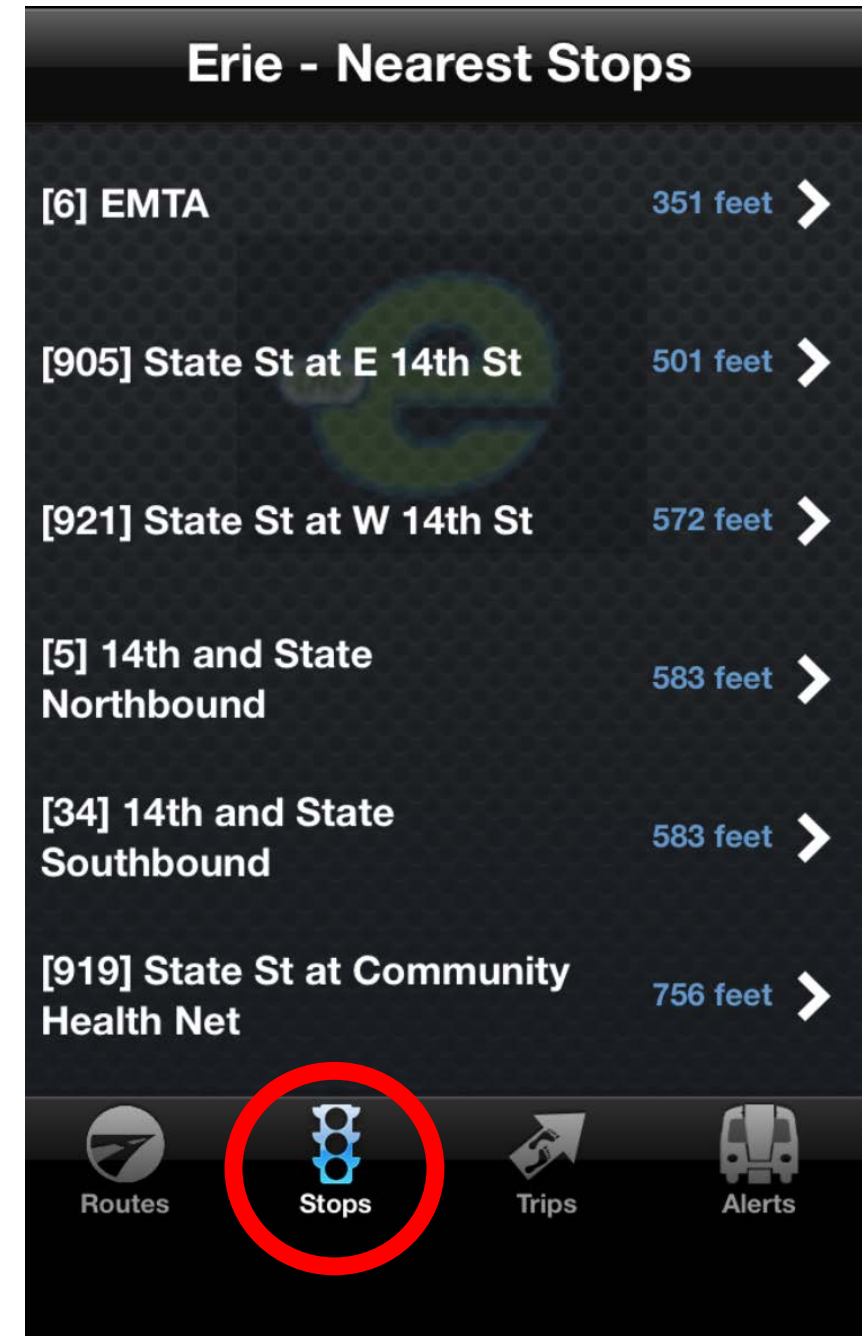 Erie - Nearest Stops
[6] EMTA
351 feet
[905] State St at E 14th St
501 feet
[921] State St at W 14th St
572 feet
[5] 14th and State
Northbound
583 feet
[34] 14th and State
Southbound
583 feet
[919] State St at Community
Health Net
756 feet
Routes
Stops
Trips
Alerts